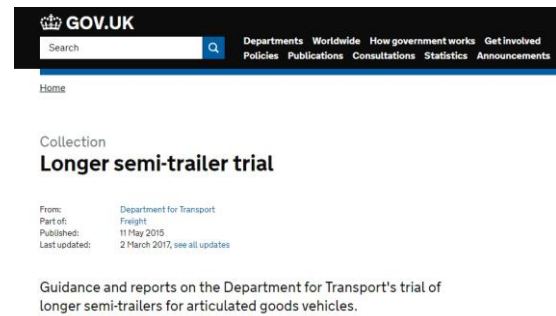 GOV.UK
Search
Departments Worldwide How government works Get involved
Policies Publications Consultations Statistics Announcements
Home
Collection
Longer semi-trailer trial
From: Department for Transport
Part of: Freight
Published: 11 May 2015
Last updated: 2 March 2017, see all updates
Guidance and reports on the Department for Transport's trial of
longer semi-trailers for articulated goods vehicles.